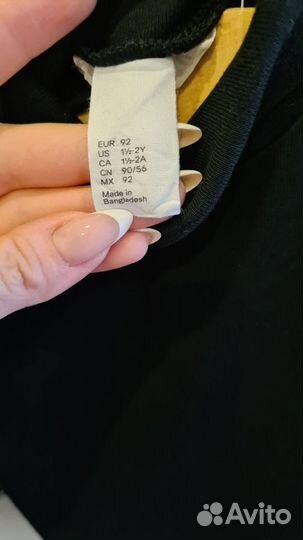 EUR 92
US 1½-2Y
CA 1½-2A
CN 90/56
MX 92
Made in
Bangladesh
Avito